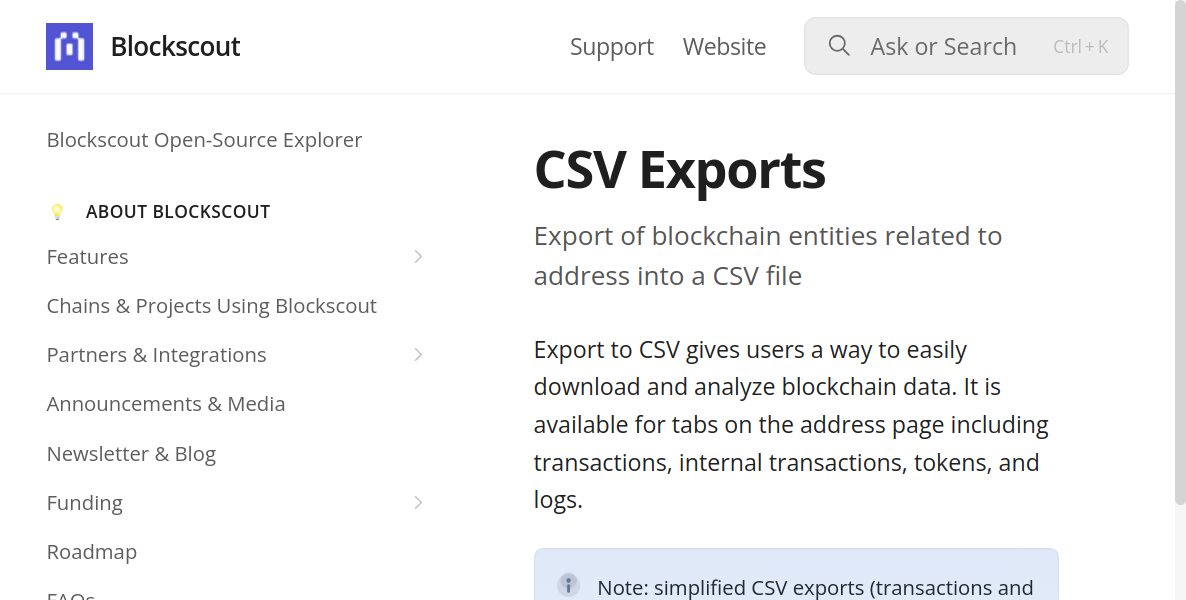 Blockscout
Support
Website
Ask or Search
Ctrl + K
Blockscout Open-Source Explorer
ABOUT BLOCKSCOUT
Features
Chains & Projects Using Blockscout
Partners & Integrations
Announcements & Media
Newsletter & Blog
Funding
Roadmap
FAQs
CSV Exports
Export of blockchain entities related to
address into a CSV file
Export to CSV gives users a way to easily
download and analyze blockchain data. It is
available for tabs on the address page including
transactions, internal transactions, tokens, and
logs.
Note: simplified CSV exports (transactions and